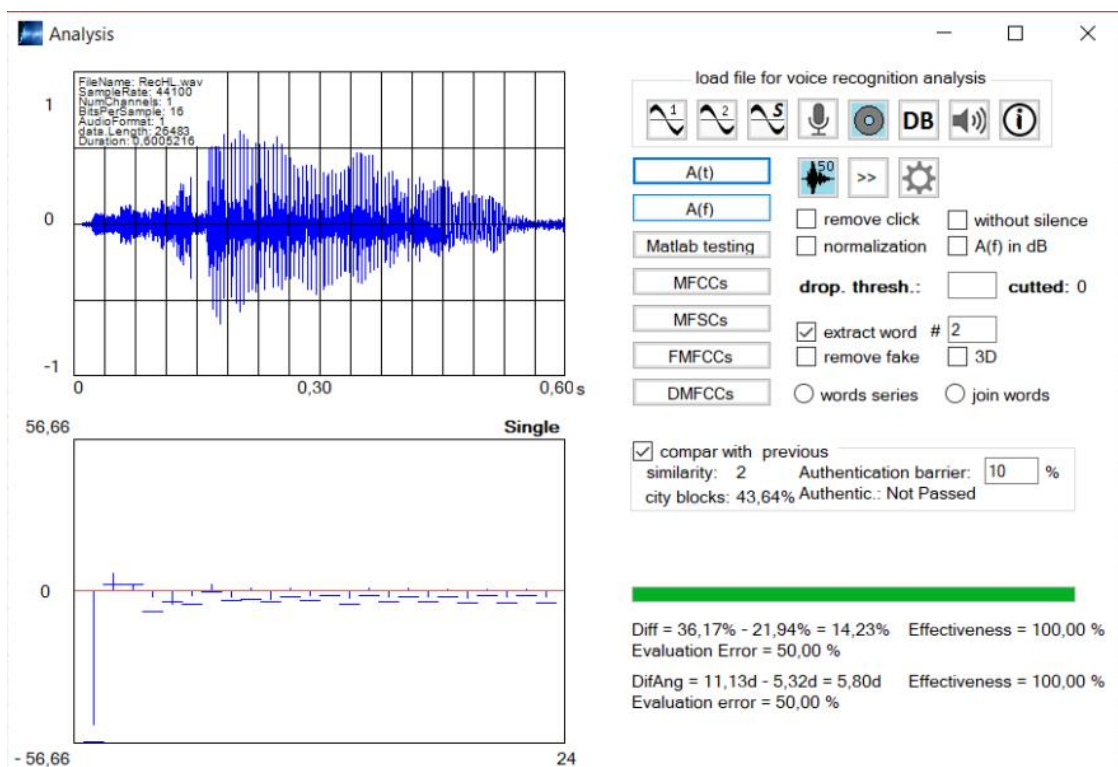 Analysis
FileName: RecHL.wav
SampleRate: 44100
NumChannels: 1
BitsPerSample: 16
AudioFormat: 1
data.Length: 26483
Duration: 0,6005216
1
0
-1
0 0,30 0,60 s
56,66 Single
0
- 56,66 24
load file for voice recognition analysis
1 2 S DB i
A(t) 50 >>
A(f) remove click without silence
Matlab testing normalization A(f) in dB
MFCCs drop. thresh.: cutted: 0
MFSCs extract word # 2
FMFCCs remove fake 3D
DMFCCs words series join words
compar with previous
similarity: 2 Authentication barrier: 10 %
city blocks: 43,64% Authentic.: Not Passed
Diff = 36,17% - 21,94% = 14,23% Effectiveness = 100,00 %
Evaluation Error = 50,00 %
DifAng = 11,13d - 5,32d = 5,80d Effectiveness = 100,00 %
Evaluation error = 50,00 %